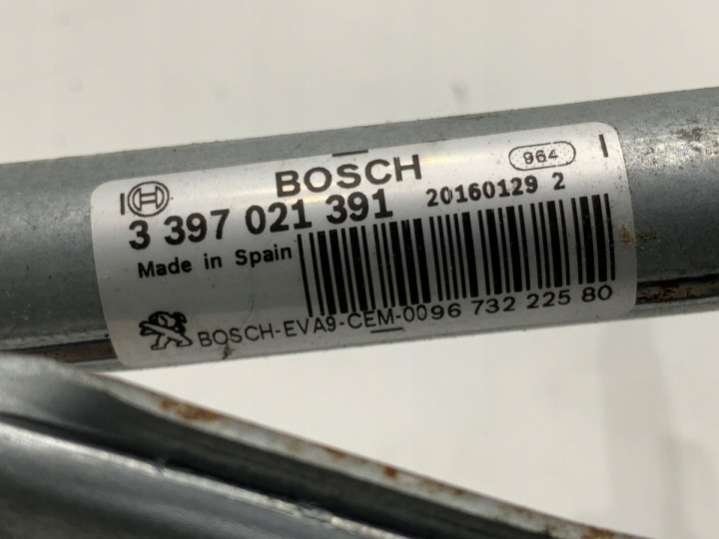 BOSCH 964
3 397 021 391 20160129 2
Made in Spain
BOSCH-EVA9-CEM-0096 732 225 80